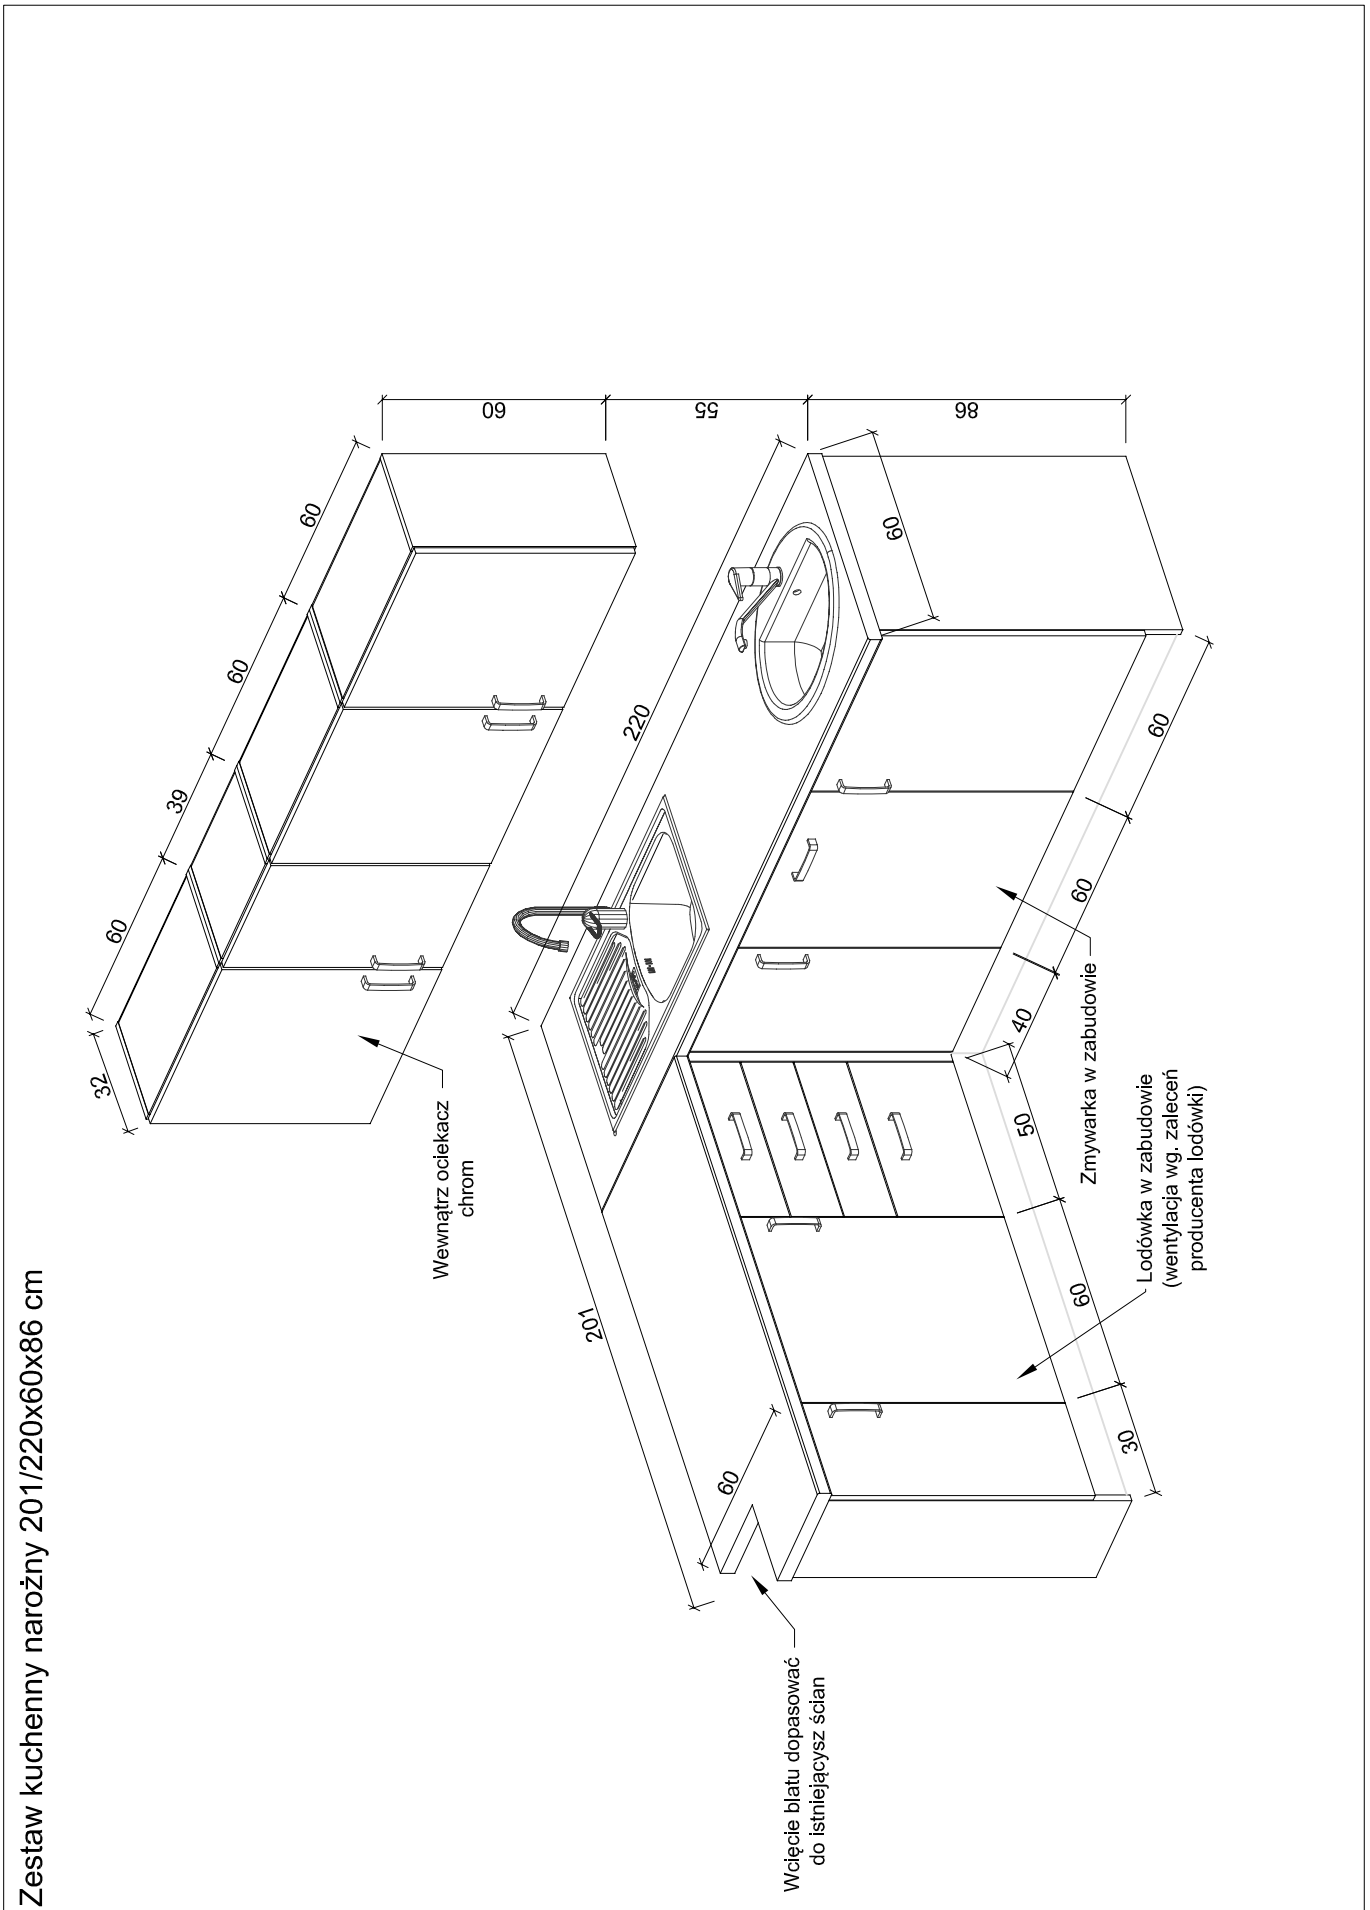 Zestaw kuchenny narożny 201/220x60x86 cm
32
60
39
60
60
60
55
86
Wewnątrz ociekacz
chrom
201
220
60
60
Wcięcie blatu dopasować
do istniejącysz ścian
30
60
50
40
60
60
Zmywarka w zabudowie
Lodówka w zabudowie
(wentylacja wg. zaleceń
producenta lodówki)